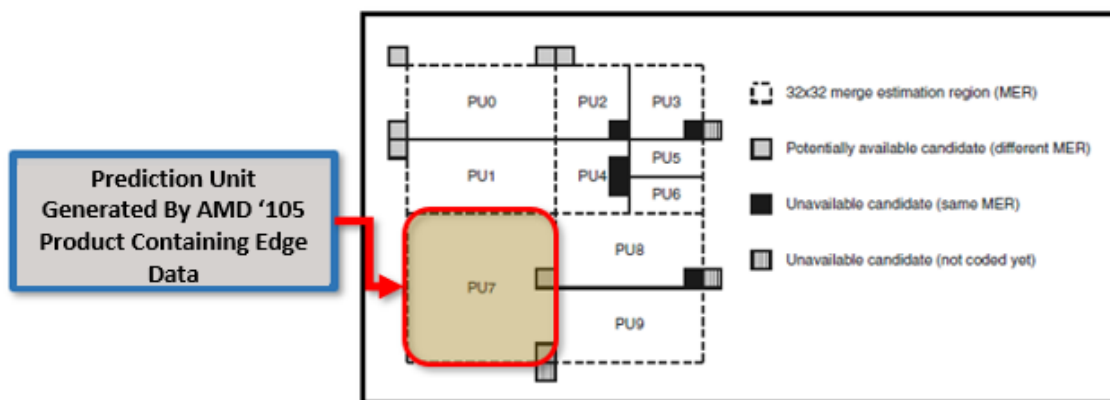 PU0
PU2
PU3
PU1
PU4
PU5
PU6
PU7
PU8
PU9
32x32 merge estimation region (MER)
Potentially available candidate (different MER)
Unavailable candidate (same MER)
Unavailable candidate (not coded yet)
Prediction Unit
Generated By AMD ‘105
Product Containing Edge
Data